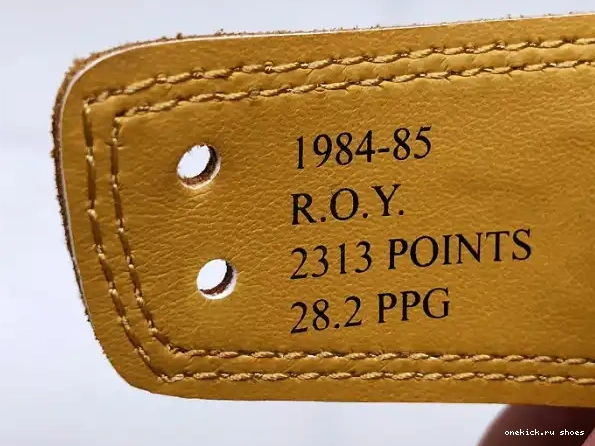 1984-85
R.O.Y.
2313 POINTS
28.2 PPG
onekick.ru shoes